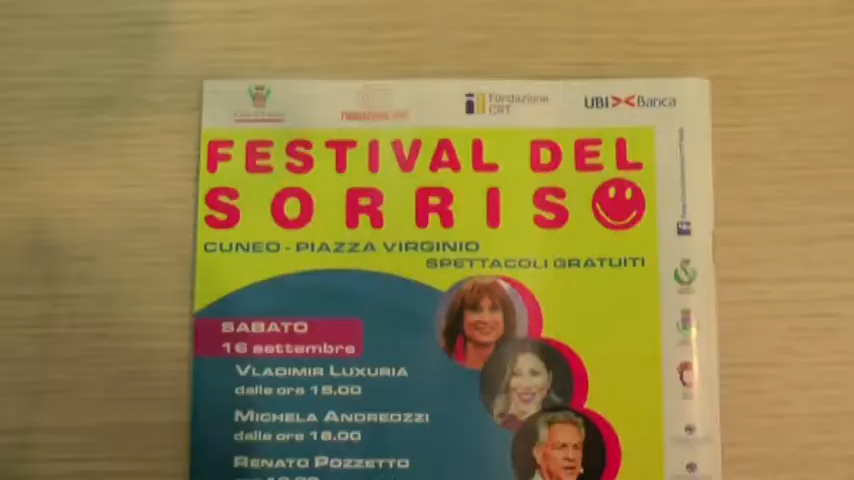 Fondazione
CRT
UBI Banca
FESTIVAL DEL
SORRISO
CUNEO - PIAZZA VIRGINIO
SPETTACOLI GRATUITI
SABATO
16 settembre
VLADIMIR LUXURIA
dalle ore 15.00
MICHELA ANDREOZZI
dalle ore 18.00
RENATO POZZETTO